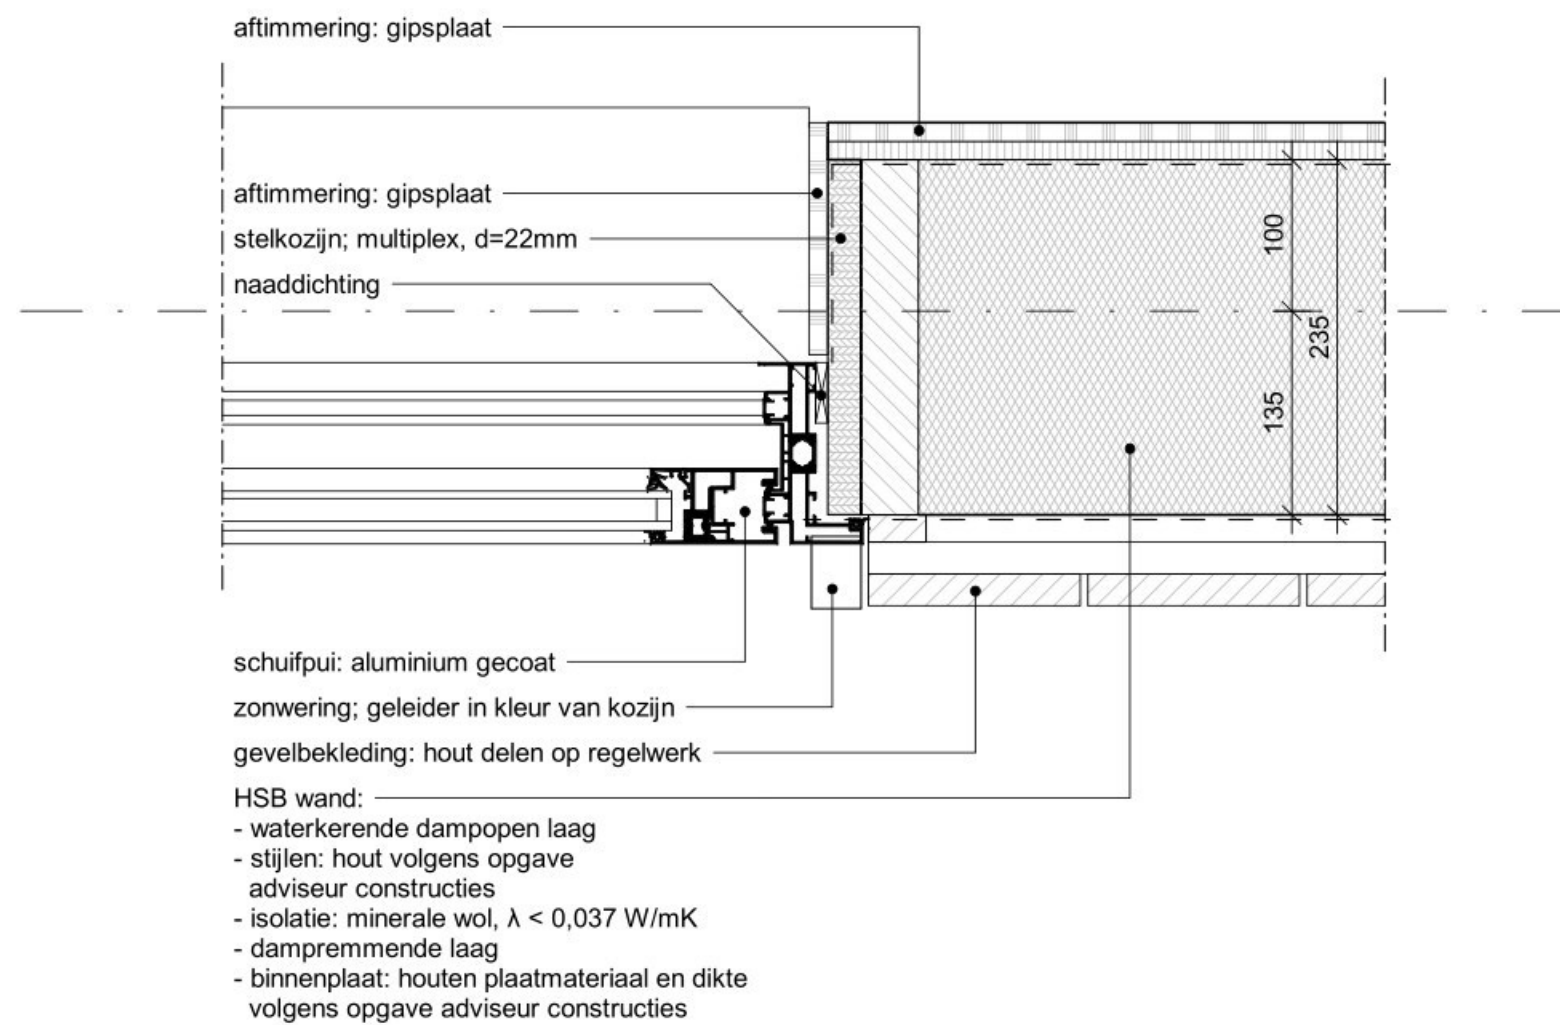 aftimmering: gipsplaat
aftimmering: gipsplaat
stelkozijn; multiplex, d=22mm
naaddichting
100
235
135
schuifpui: aluminium gecoat
zonwering; geleider in kleur van kozijn
gevelbekleding: hout delen op regelwerk
HSB wand:
- waterkerende dampopen laag
- stijlen: hout volgens opgave
adviseur constructies
- isolatie: minerale wol, λ < 0,037 W/mK
- dampremmende laag
- binnenplaat: houten plaatmateriaal en dikte
volgens opgave adviseur constructies